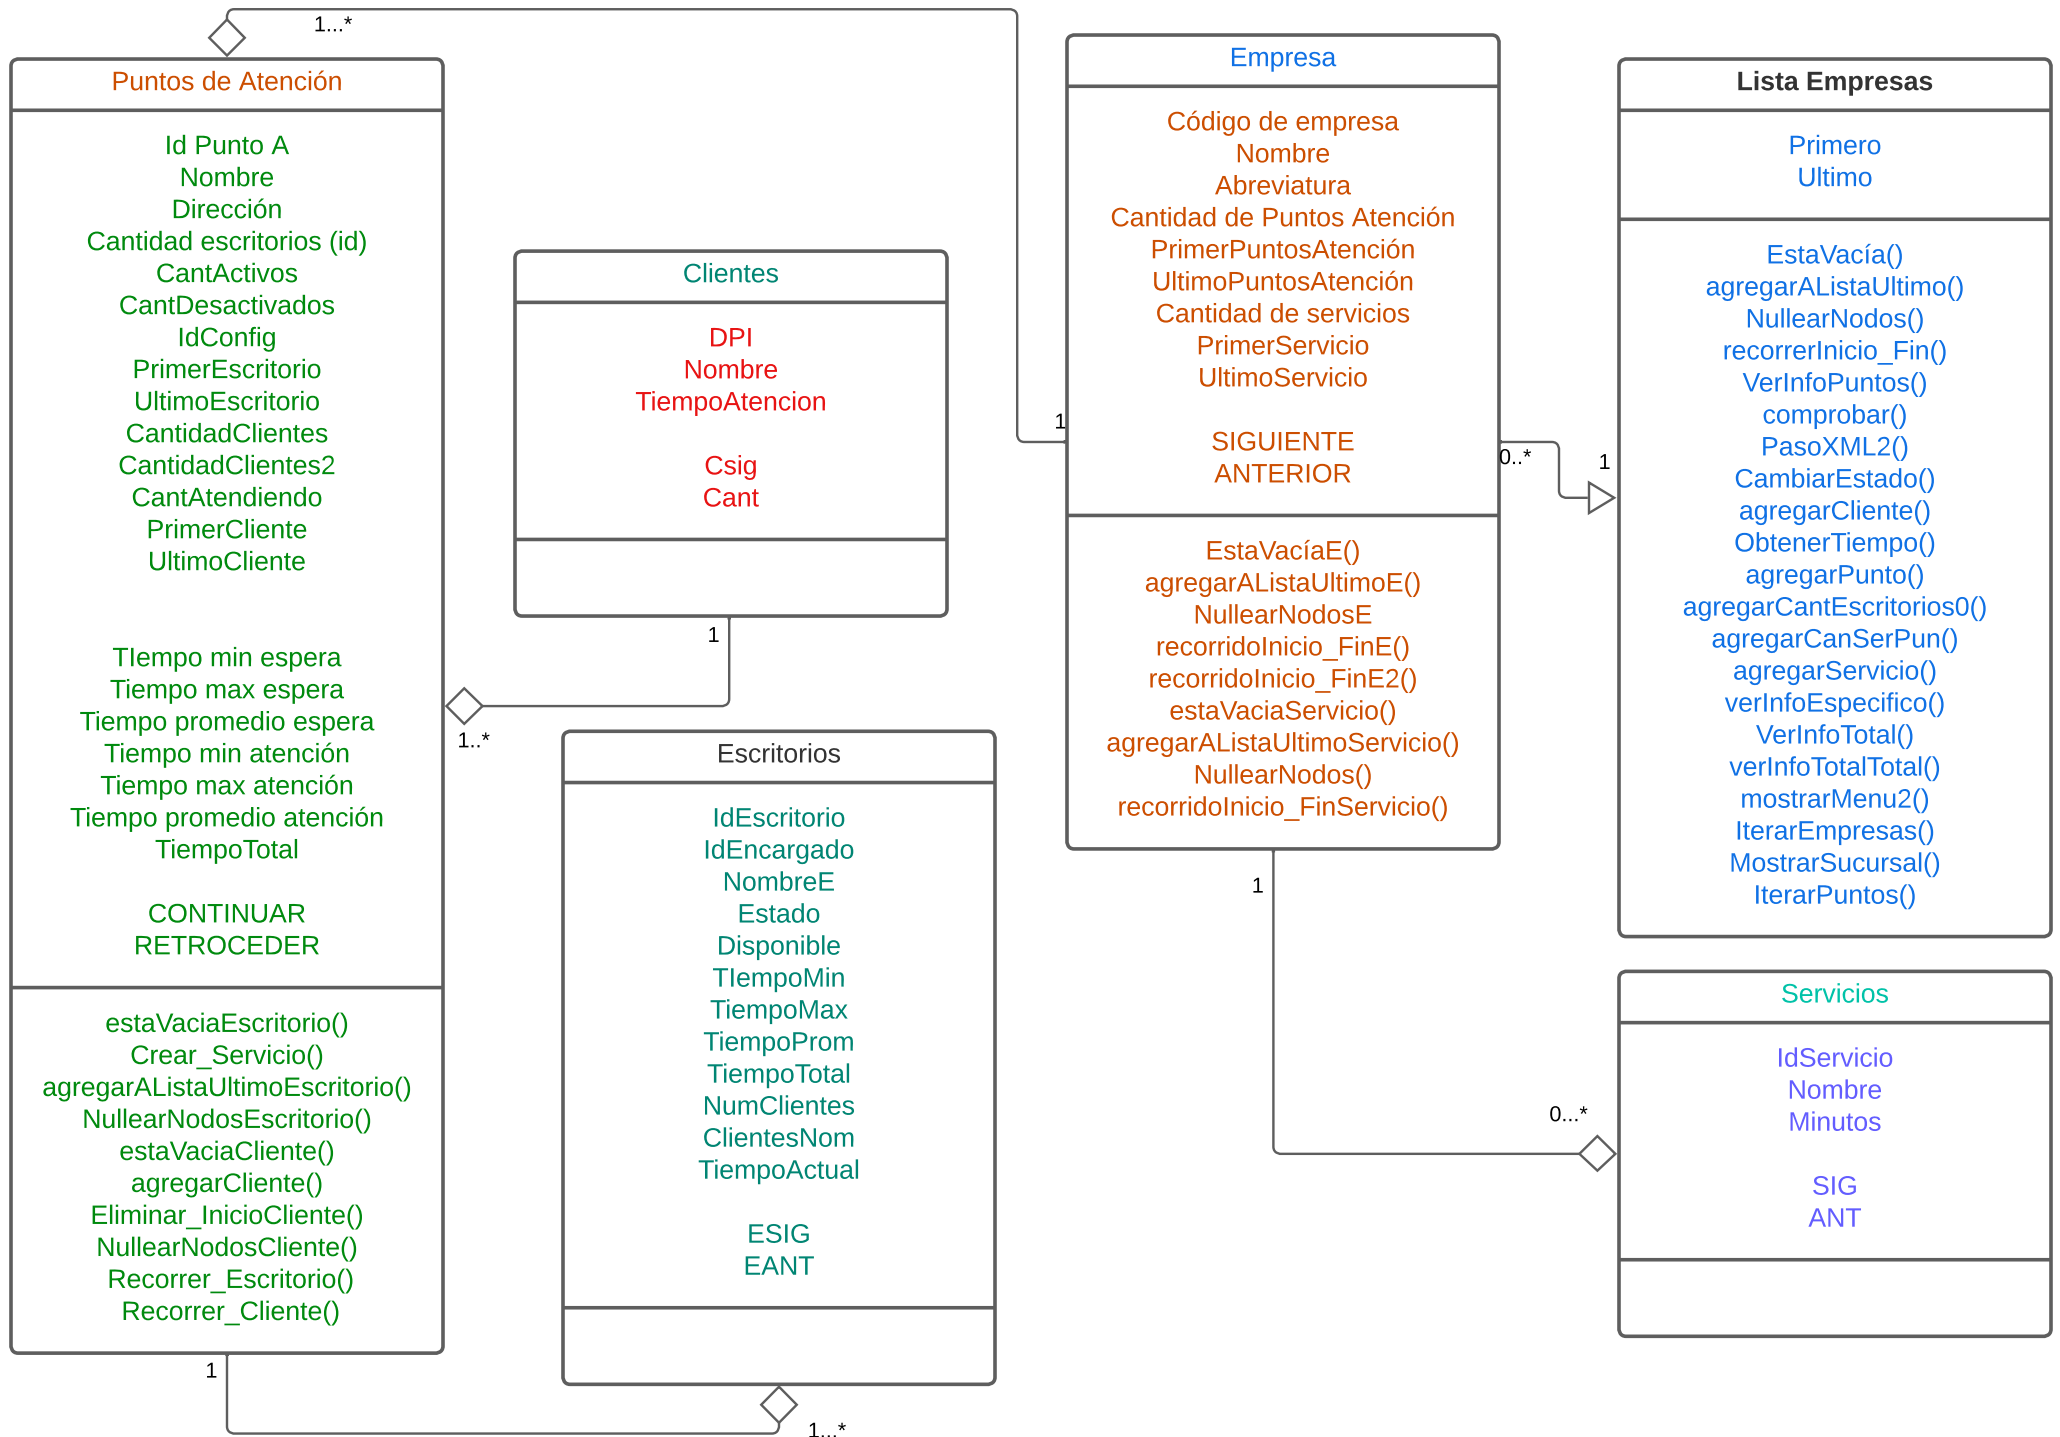 1...*
Puntos de Atención
Id Punto A
Nombre
Dirección
Cantidad escritorios (id)
CantActivos
CantDesactivados
IdConfig
PrimerEscritorio
UltimoEscritorio
CantidadClientes
CantidadClientes2
CantAtendiendo
PrimerCliente
UltimoCliente
TIempo min espera
Tiempo max espera
Tiempo promedio espera
Tiempo min atención
Tiempo max atención
Tiempo promedio atención
TiempoTotal
CONTINUAR
RETROCEDER
estaVaciaEscritorio()
Crear_Servicio()
agregarAListaUltimoEscritorio()
NullearNodosEscritorio()
estaVaciaCliente()
agregarCliente()
Eliminar_InicioCliente()
NullearNodosCliente()
Recorrer_Escritorio()
Recorrer_Cliente()
1
Clientes
DPI
Nombre
TiempoAtencion
Csig
Cant
1
1..*
Escritorios
IdEscritorio
IdEncargado
NombreE
Estado
Disponible
TIempoMin
TiempoMax
TiempoProm
TiempoTotal
NumClientes
ClientesNom
TiempoActual
ESIG
EANT
1...*
Empresa
Código de empresa
Nombre
Abreviatura
Cantidad de Puntos Atención
PrimerPuntosAtención
UltimoPuntosAtención
Cantidad de servicios
PrimerServicio
UltimoServicio
SIGUIENTE
ANTERIOR
EstaVacíaE()
agregarAListaUltimoE()
NullearNodosE
recorridoInicio_FinE()
recorridoInicio_FinE2()
estaVaciaServicio()
agregarAListaUltimoServicio()
NullearNodos()
recorridoInicio_FinServicio()
1
0..*
1
1
Lista Empresas
Primero
Ultimo
EstaVacía()
agregarAListaUltimo()
NullearNodos()
recorrerInicio_Fin()
VerInfoPuntos()
comprobar()
PasoXML2()
CambiarEstado()
agregarCliente()
ObtenerTiempo()
agregarPunto()
agregarCantEscritorios0()
agregarCanSerPun()
agregarServicio()
verInfoEspecifico()
VerInfoTotal()
verInfoTotalTotal()
mostrarMenu2()
IterarEmpresas()
MostrarSucursal()
IterarPuntos()
0...*
Servicios
IdServicio
Nombre
Minutos
SIG
ANT